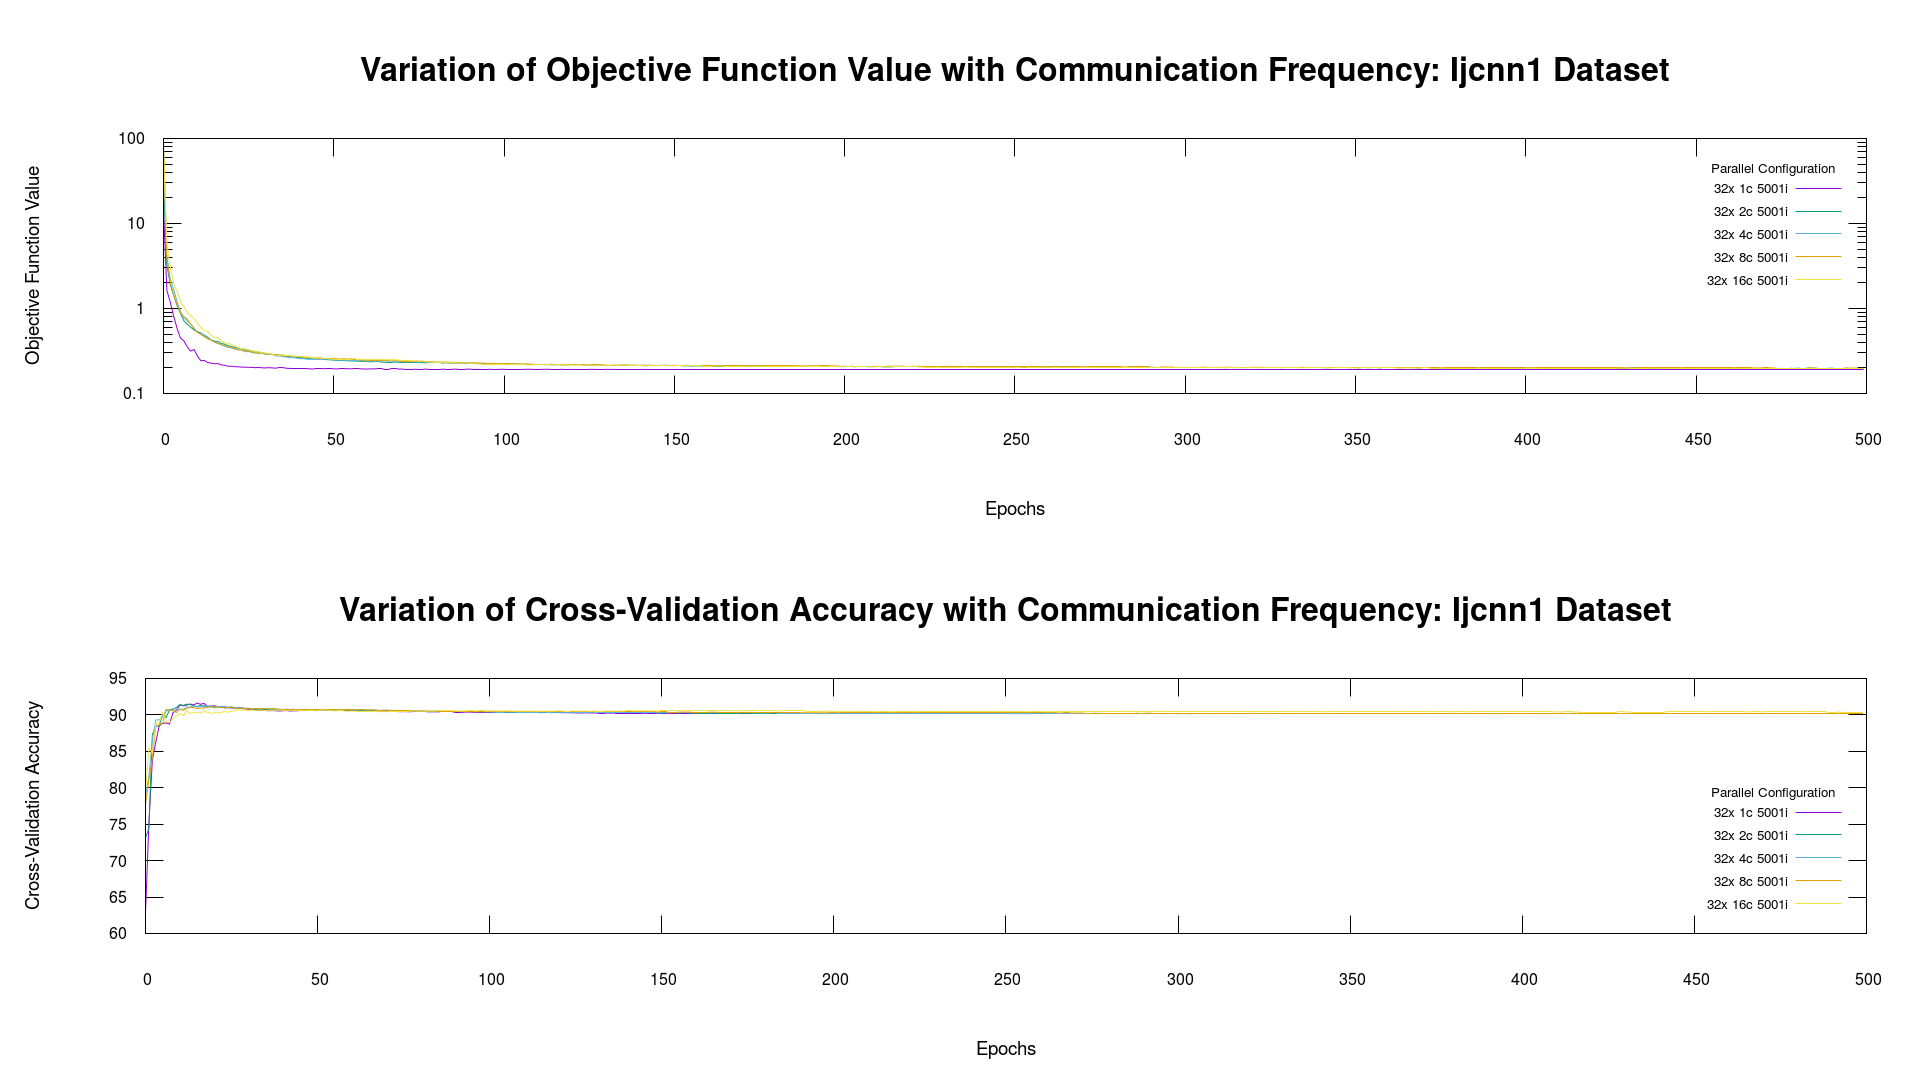 Variation of Objective Function Value with Communication Frequency: Ijcnn1 Dataset
Objective Function Value
100
10
1
0.1
Parallel Configuration
32x 1c 5001i
32x 2c 5001i
32x 4c 5001i
32x 8c 5001i
32x 16c 5001i
0 50 100 150 200 250 300 350 400 450 500
Epochs
Variation of Cross-Validation Accuracy with Communication Frequency: Ijcnn1 Dataset
Cross-Validation Accuracy
95
90
85
80
75
70
65
60
Parallel Configuration
32x 1c 5001i
32x 2c 5001i
32x 4c 5001i
32x 8c 5001i
32x 16c 5001i
0 50 100 150 200 250 300 350 400 450 500
Epochs